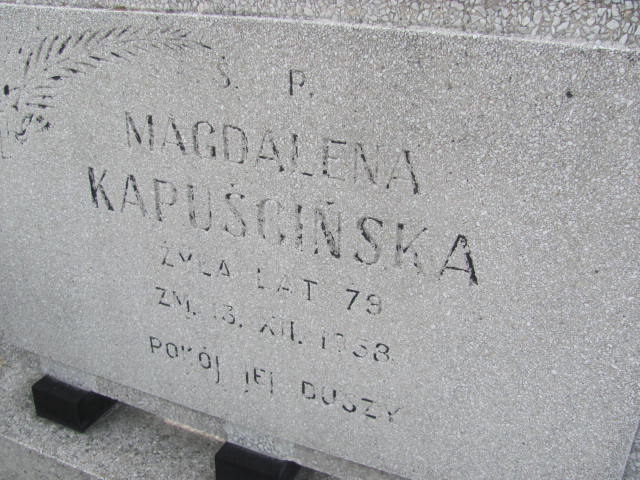 Ś. P.
MAGDALENA
KAPUŚCIŃSKA
ŻYŁA LAT 79
ZM. 13. XII. 1958
POKÓJ JEJ DUSZY